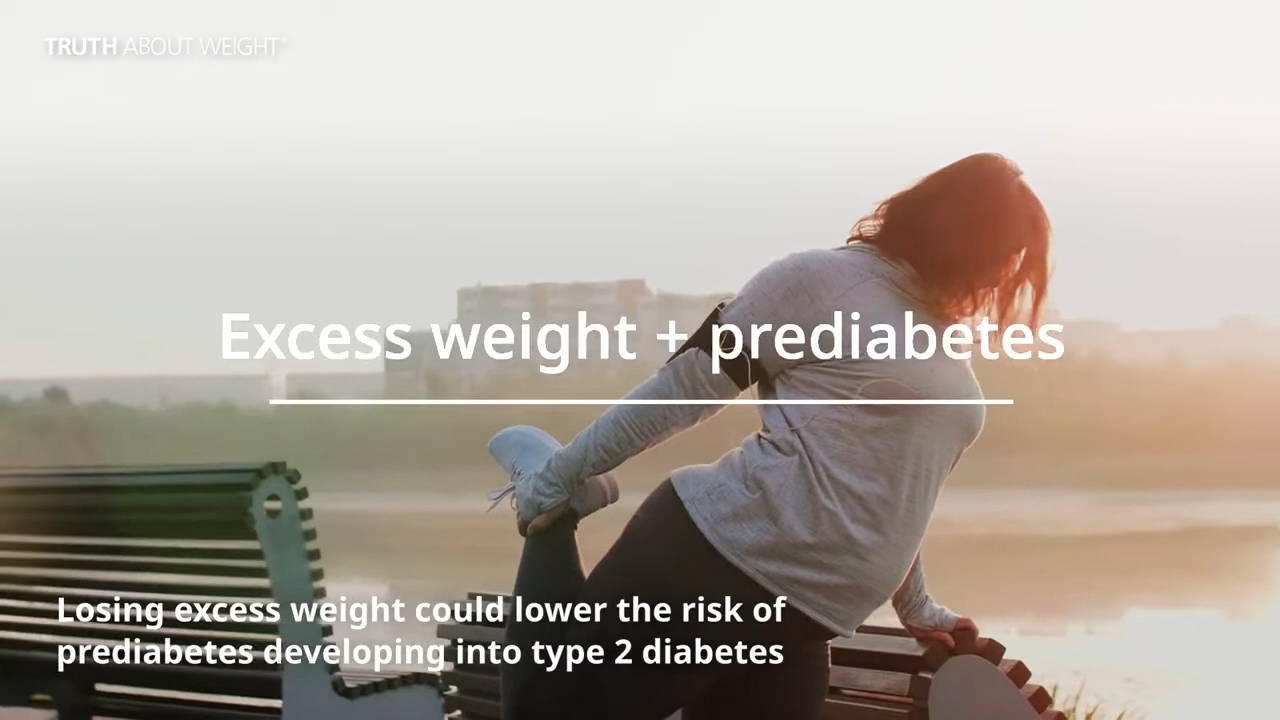 TRUTH ABOUT WEIGHT™
Excess weight + prediabetes
Losing excess weight could lower the risk of
prediabetes developing into type 2 diabetes